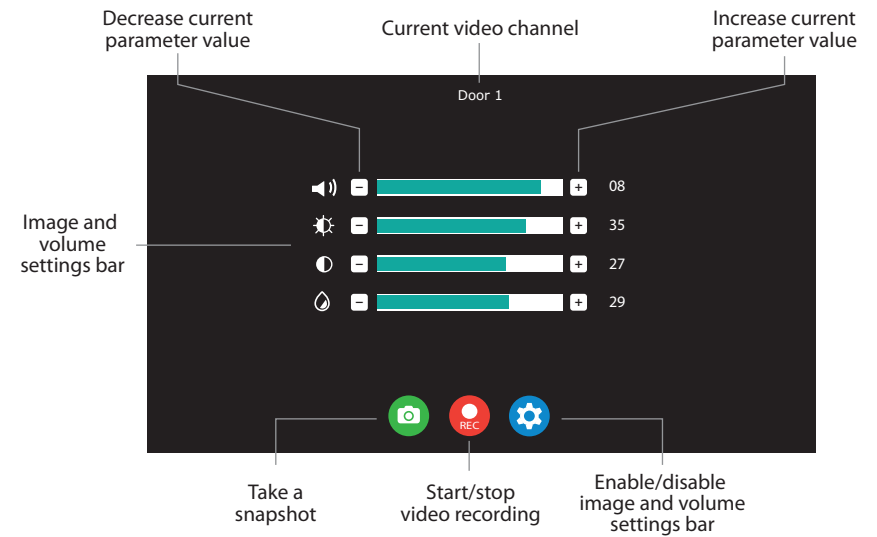 Decrease current
parameter value
Current video channel
Increase current
parameter value
Door 1
08
35
27
29
Image and
volume
settings bar
REC
Take a
snapshot
Start/stop
video recording
Enable/disable
image and volume
settings bar